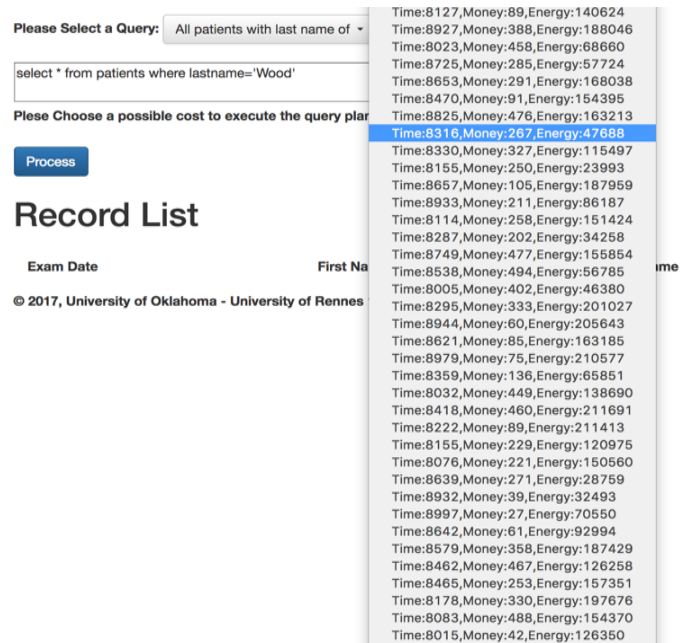 Please Select a Query: All patients with last name of
select * from patients where lastname='Wood'
Plese Choose a possible cost to execute the query plan
Process
Record List
Exam Date First Na ame
© 2017, University of Oklahoma - University of Rennes
Time:8127,Money:89,Energy:140624
Time:8927,Money:388,Energy:188046
Time:8023,Money:458,Energy:68660
Time:8725,Money:285,Energy:57724
Time:8653,Money:291,Energy:168038
Time:8470,Money:91,Energy:154395
Time:8825,Money:476,Energy:163213
Time:8316,Money:267,Energy:47688
Time:8330,Money:327,Energy:115497
Time:8155,Money:250,Energy:23993
Time:8657,Money:105,Energy:187959
Time:8933,Money:211,Energy:86187
Time:8114,Money:258,Energy:151424
Time:8287,Money:202,Energy:34258
Time:8749,Money:477,Energy:155854
Time:8538,Money:494,Energy:56785
Time:8005,Money:402,Energy:46380
Time:8295,Money:333,Energy:201027
Time:8944,Money:60,Energy:205643
Time:8621,Money:85,Energy:163185
Time:8979,Money:75,Energy:210577
Time:8359,Money:136,Energy:65851
Time:8032,Money:449,Energy:138690
Time:8418,Money:460,Energy:211691
Time:8222,Money:89,Energy:211413
Time:8155,Money:229,Energy:120975
Time:8076,Money:221,Energy:150560
Time:8639,Money:271,Energy:28759
Time:8932,Money:39,Energy:32493
Time:8997,Money:27,Energy:70550
Time:8642,Money:61,Energy:92994
Time:8579,Money:358,Energy:187429
Time:8462,Money:467,Energy:126258
Time:8465,Money:253,Energy:157351
Time:8178,Money:330,Energy:197676
Time:8083,Money:488,Energy:154370
Time:8015,Money:42,Energy:126350